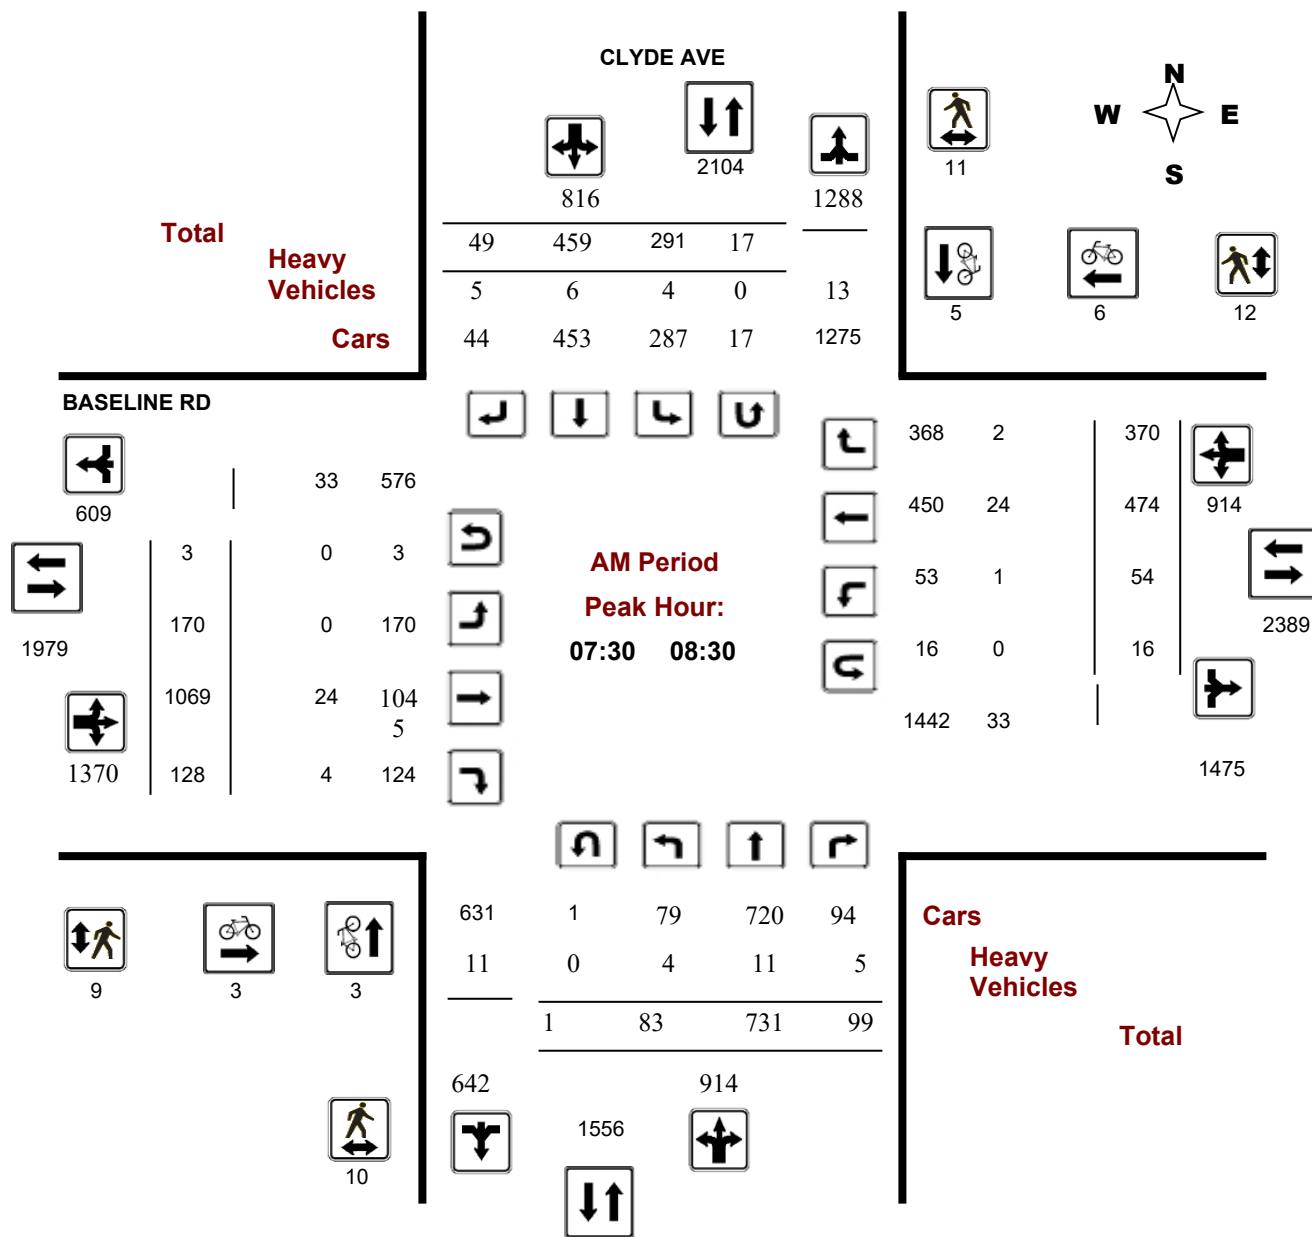 CLYDE AVE
N
W E
S
2104
11
816
1288
Total
49 459 291 17
Heavy
Vehicles
5 6 4 0 13
5 6 12
Cars
44 453 287 17 1275
BASELINE RD
368 2 370
33 576
609
450 24 474 914
3 0 3
AM Period
53 1 54
Peak Hour:
170 0 170
2389
1979
07:30 08:30
16 0 16
1069 24 104
5
1442 33
1370 128 4 124
1475
631 1 79 720 94
Cars
11 0 4 11 5
Heavy
Vehicles
9 3 3
1 83 731 99
Total
642 914
1556
10